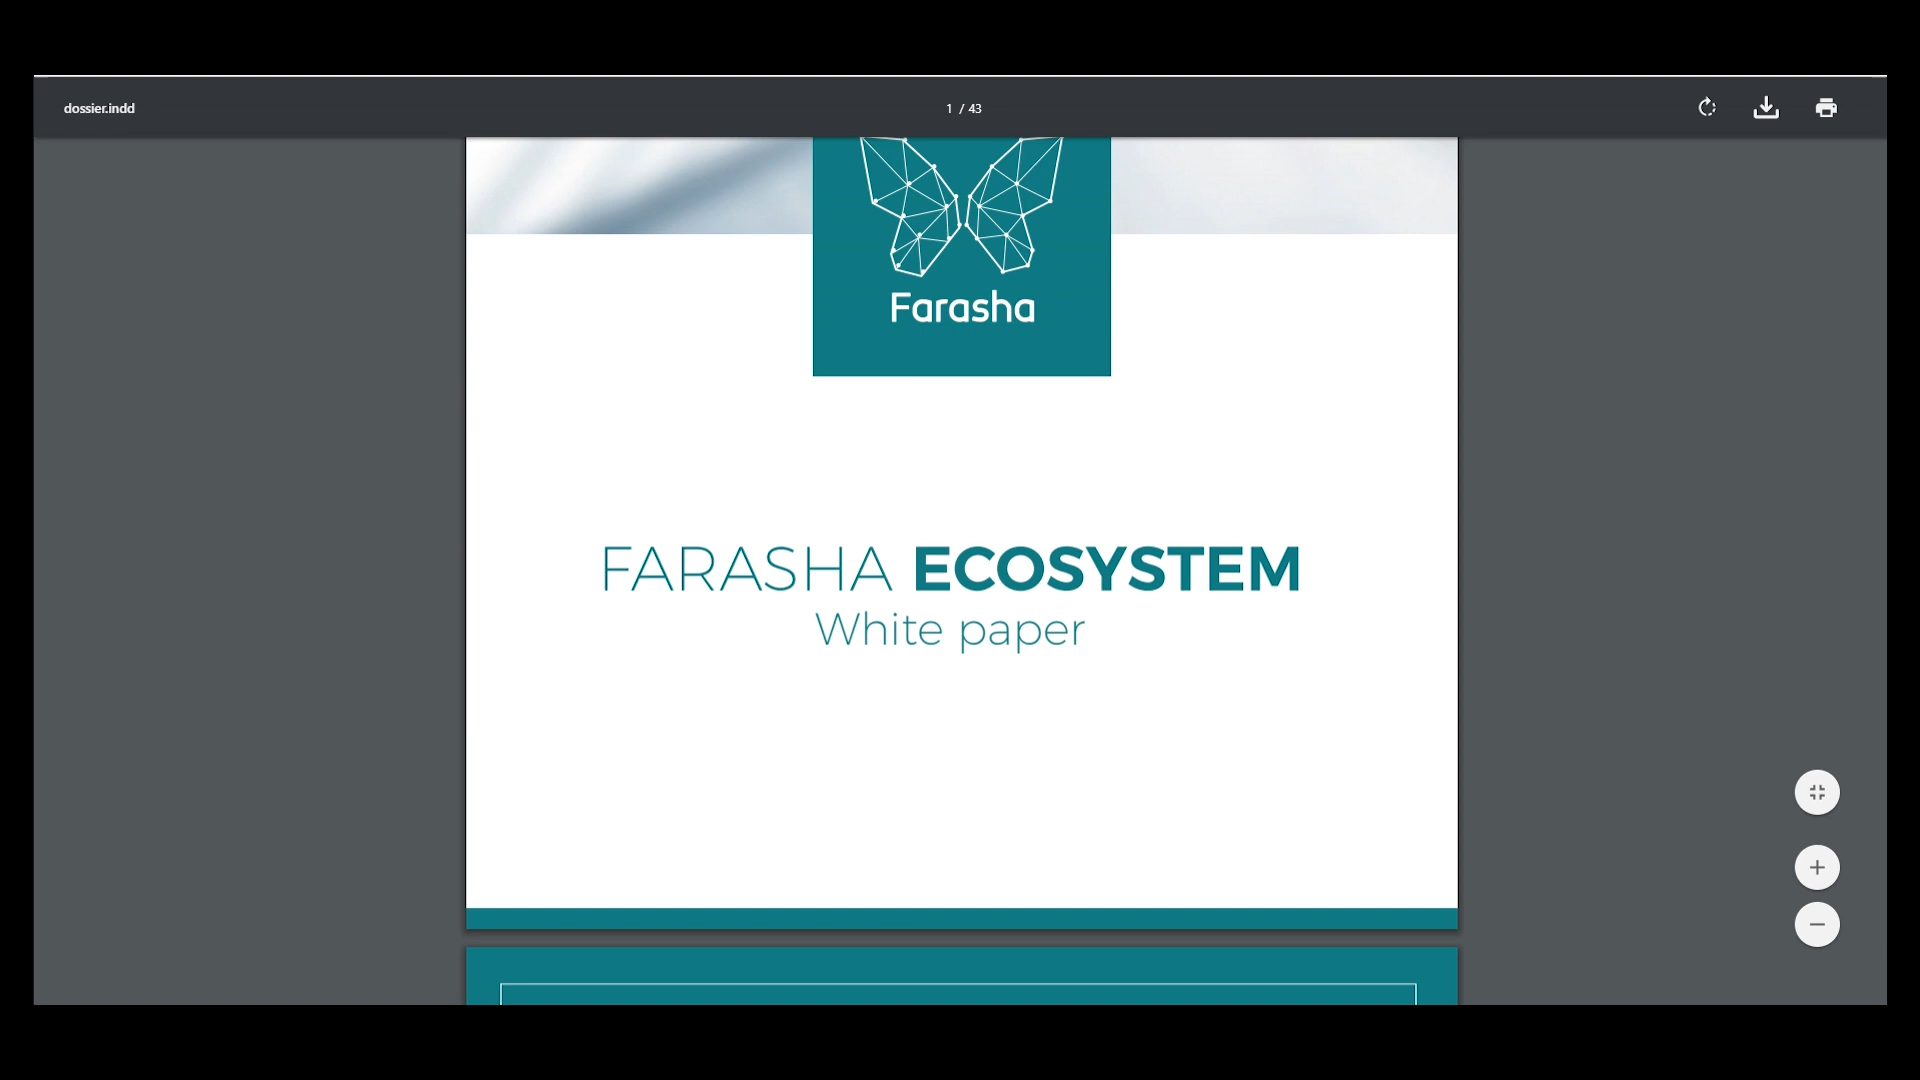 dossier.indd
1 / 43
Farasha
FARASHA ECOSYSTEM
White paper